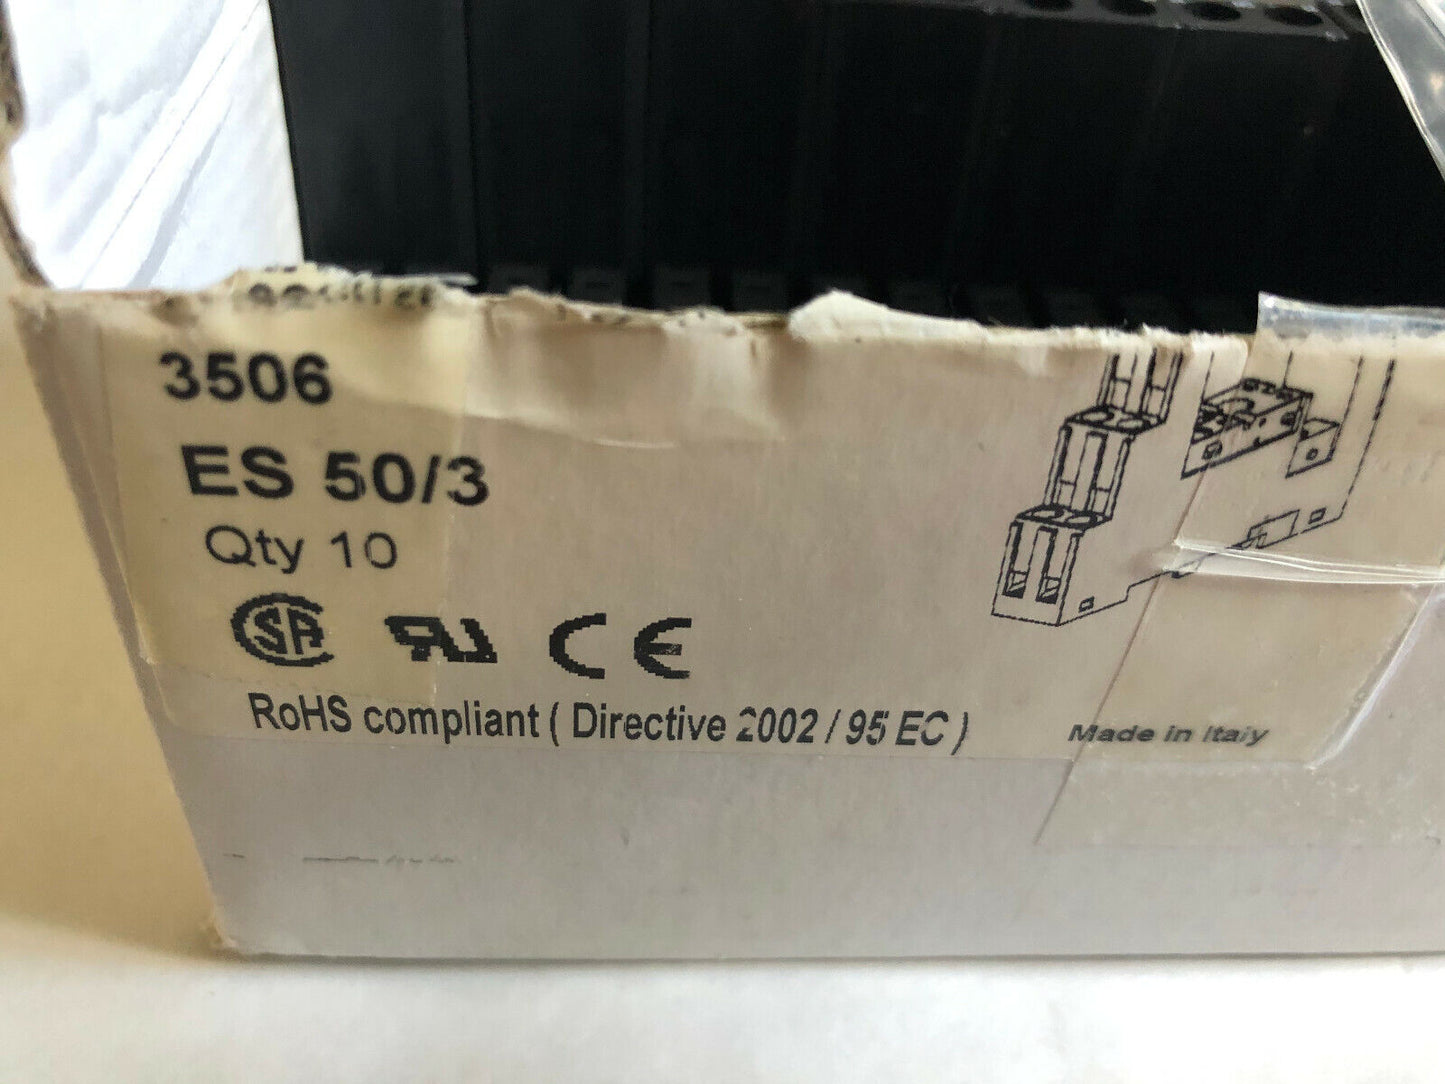 3506
ES 50/3
Qty 10
RoHS compliant ( Directive 2002 / 95 EC )
Made in Italy